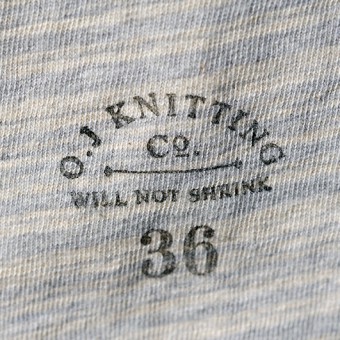 O.J KNITTING
Co.
WILL NOT SHRINK
36